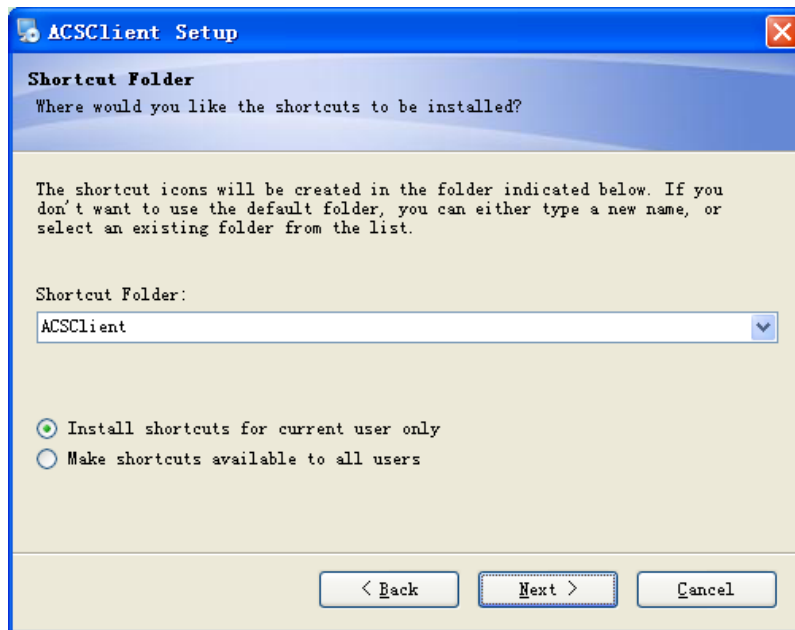 ACSClient Setup
Shortcut Folder
Where would you like the shortcuts to be installed?
The shortcut icons will be created in the folder indicated below. If you
don't want to use the default folder, you can either type a new name, or
select an existing folder from the list.
Shortcut Folder:
ACSClient
Install shortcuts for current user only
Make shortcuts available to all users
< Back
Next >
Cancel